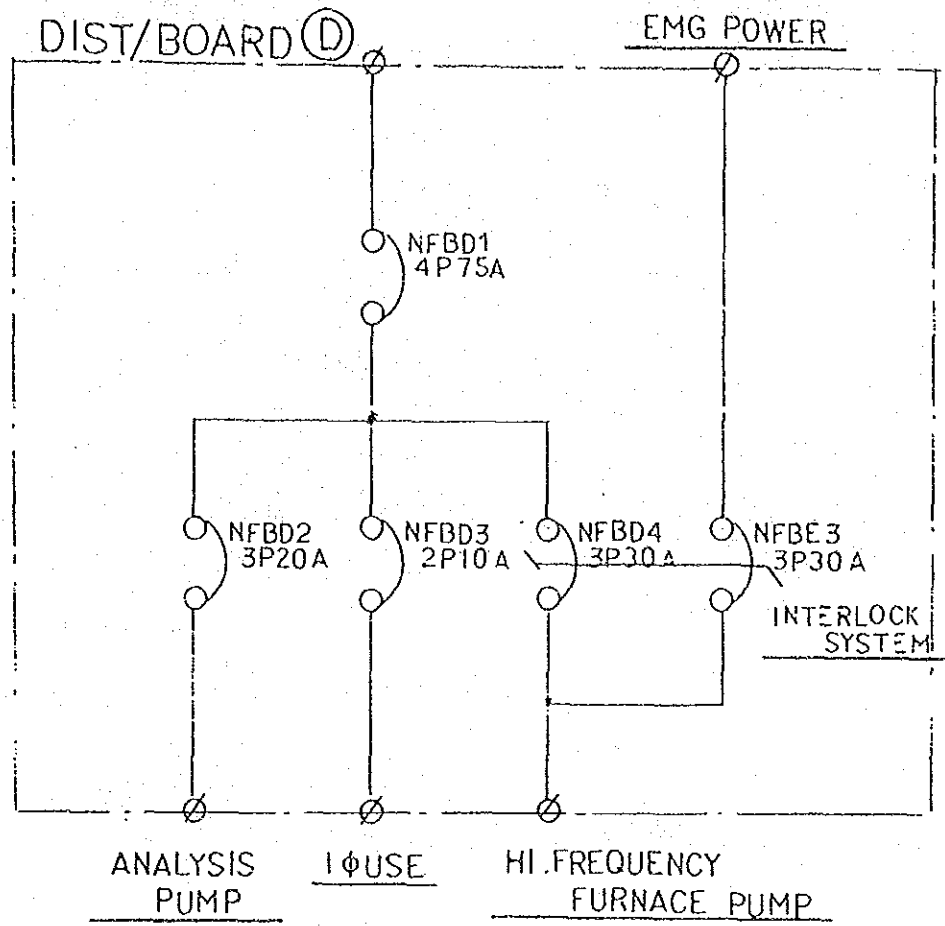 DIST/BOARD Ⓓ
EMG POWER
NFBD1
4P75A
NFBD2
3P20A
NFBD3
2P10A
NFBD4
3P30A
NFBE3
3P30A
INTERLOCK
SYSTEM
ANALYSIS
PUMP
1ΦUSE
HI.FREQUENCY
FURNACE PUMP